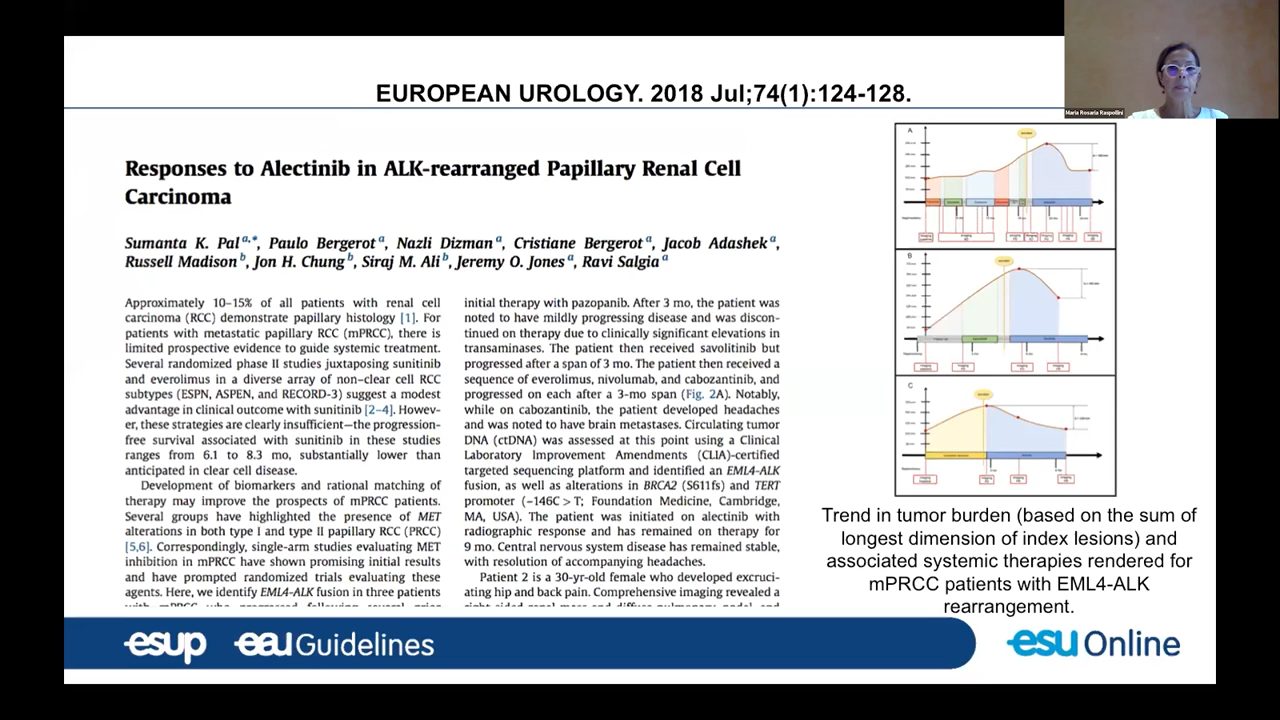 EUROPEAN UROLOGY. 2018 Jul;74(1):124-128.
Maria Rosaria Raspollini
Responses to Alectinib in ALK-rearranged Papillary Renal Cell
Carcinoma
Sumanta K. Pal a,*, Paulo Bergerot a, Nazli Dizman a, Cristiane Bergerot a, Jacob Adashek a,
Russell Madison b, Jon H. Chung b, Siraj M. Ali b, Jeremy O. Jones a, Ravi Salgia a
Approximately 10–15% of all patients with renal cell
carcinoma (RCC) demonstrate papillary histology [1]. For
patients with metastatic papillary RCC (mPRCC), there is
limited prospective evidence to guide systemic treatment.
Several randomized phase II studies juxtaposing sunitinib
and everolimus in a diverse array of non-clear cell RCC
subtypes (ESPN, ASPEN, and RECORD-3) suggest a modest
advantage in clinical outcome with sunitinib [2–4]. Howev-
er, these strategies are clearly insufficient—the progression-
free survival associated with sunitinib in these studies
ranges from 6.1 to 8.3 mo, substantially lower than
anticipated in clear cell disease.
Development of biomarkers and rational matching of
therapy may improve the prospects of mPRCC patients.
Several groups have highlighted the presence of MET
alterations in both type I and type II papillary RCC (PRCC)
[5,6]. Correspondingly, single-arm studies evaluating MET
inhibition in mPRCC have shown promising initial results
and have prompted randomized trials evaluating these
agents. Here, we identify EML4-ALK fusion in three patients
initial therapy with pazopanib. After 3 mo, the patient was
noted to have mildly progressing disease and was discon-
tinued on therapy due to clinically significant elevations in
transaminases. The patient then received savolitinib but
progressed after a span of 3 mo. The patient then received a
sequence of everolimus, nivolumab, and cabozantinib, and
progressed on each after a 3-mo span (Fig. 2A). Notably,
while on cabozantinib, the patient developed headaches
and was noted to have brain metastases. Circulating tumor
DNA (ctDNA) was assessed at this point using a Clinical
Laboratory Improvement Amendments (CLIA)-certified
targeted sequencing platform and identified an EML4-ALK
fusion, as well as alterations in BRCA2 (S611fs) and TERT
promoter (−146C > T; Foundation Medicine, Cambridge,
MA, USA). The patient was initiated on alectinib with
radiographic response and has remained on therapy for
9 mo. Central nervous system disease has remained stable,
with resolution of accompanying headaches.
Patient 2 is a 30-yr-old female who developed excruci-
ating hip and back pain. Comprehensive imaging revealed a
A
B
C
Trend in tumor burden (based on the sum of
longest dimension of index lesions) and
associated systemic therapies rendered for
mPRCC patients with EML4-ALK
rearrangement.
esup eau Guidelines
esu Online